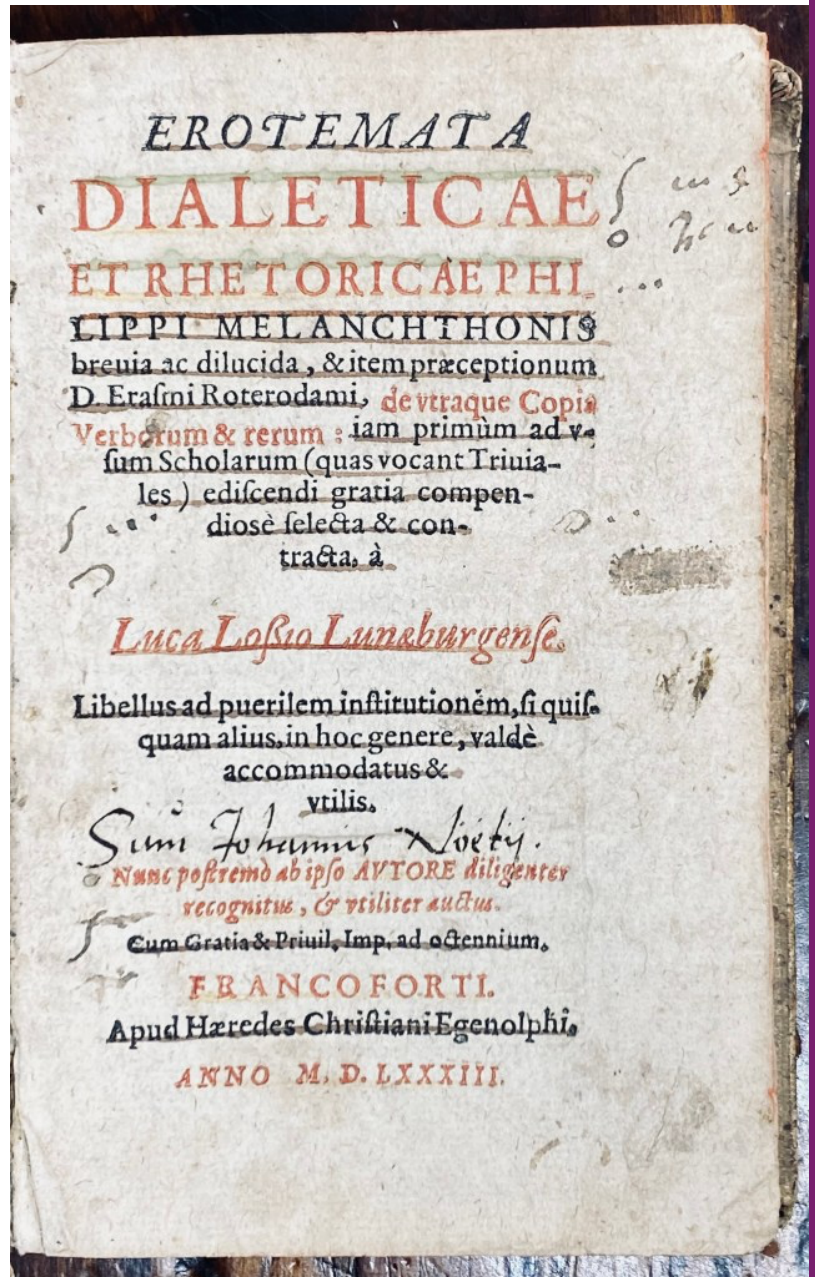 EROTEMATA
DIALETICAE
ET RHETORICAE PHI-
LIPPI MELANCHTHONIS
breuia ac dilucida, & item præceptionum
D. Eraſmi Roterodami, de vtraque Copia
Verborum & rerum : iam primùm ad v-
ſum Scholarum (quas vocant Triuia-
les) ediſcendi gratia compen-
dioſè ſelecta & con-
tracta, à
Luca Loßio Lunæburgenſe.
Libellus ad puerilem inſtitutionẽm, ſi quiſ-
quam alius, in hoc genere, valdè
accommodatus &
vtilis.
Sum Johannis
Nunc poſtremò ab ipſo AVTORE diligenter
recognitus, & vtiliter auctus.
Cum Gratia & Priuil, Imp. ad octennium.
FRANCOFORTI.
Apud Hæredes Chriſtiani Egenolphi.
ANNO M. D. LXXXIII.